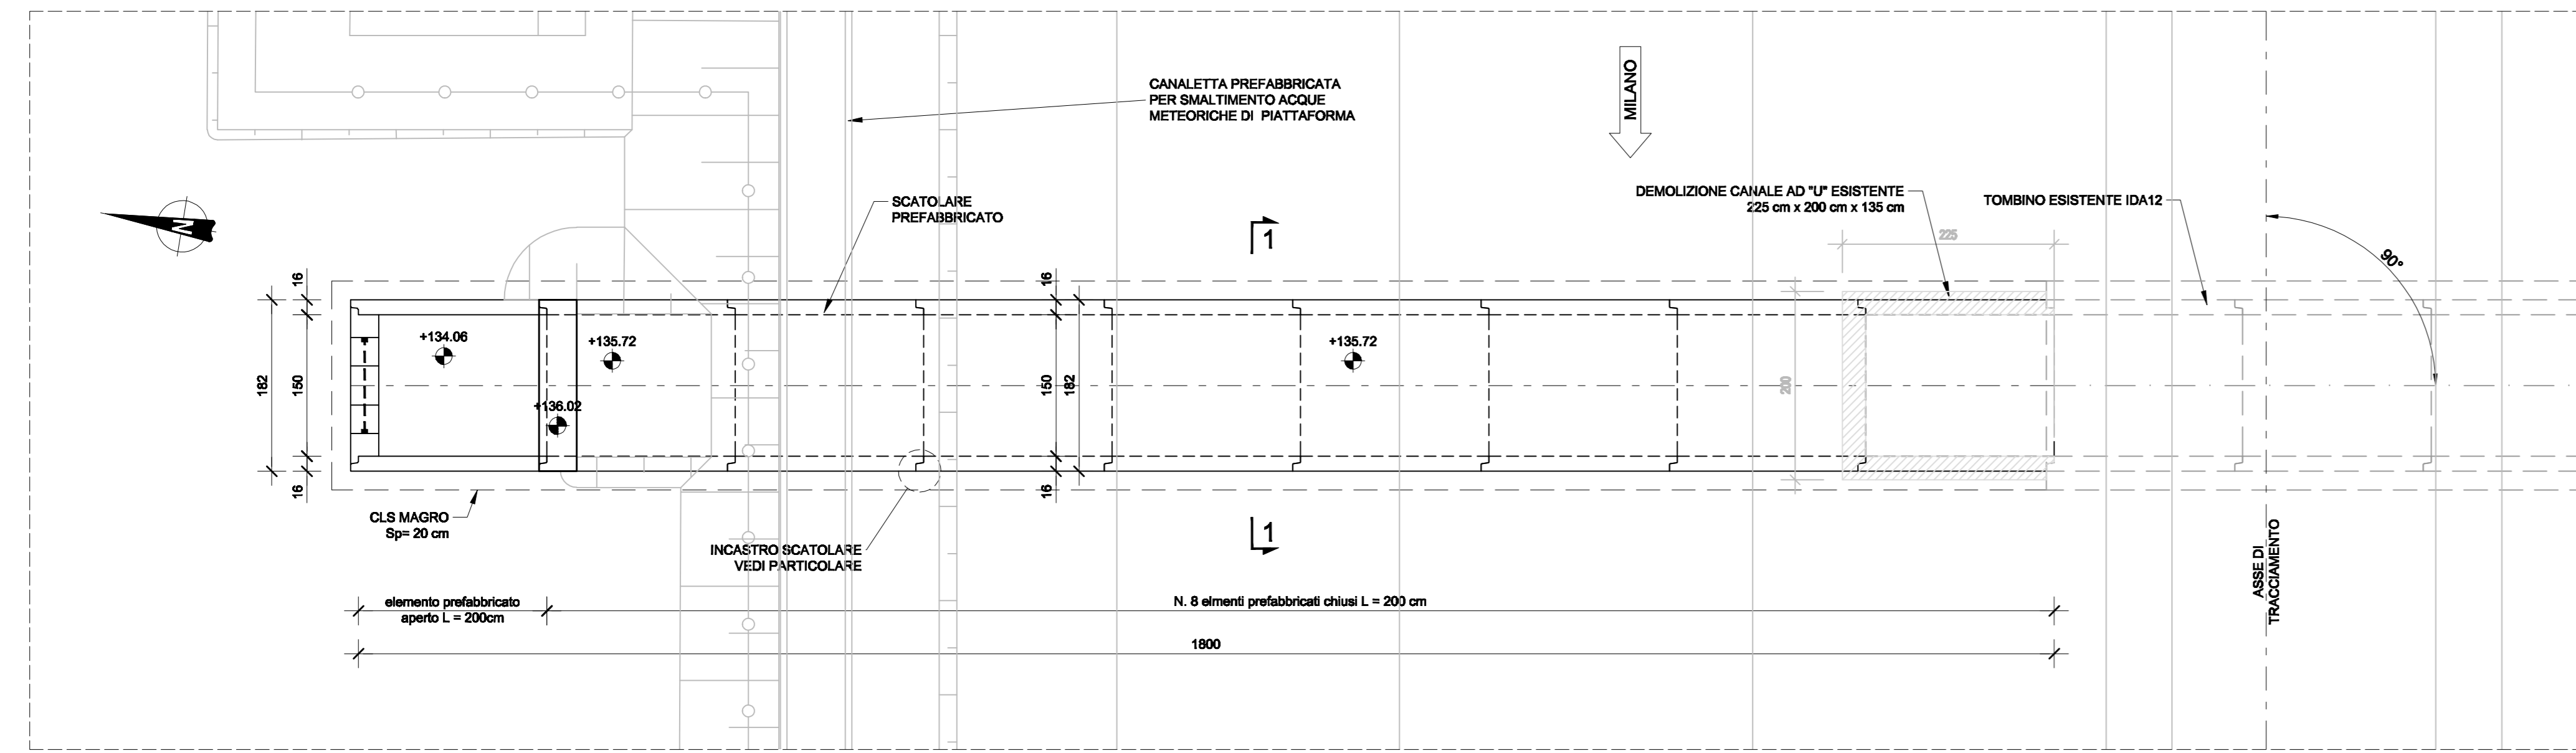 CANALETTA PREFABBRICATA
PER SMALTIMENTO ACQUE
METEORICHE DI PIATTAFORMA
MILANO
SCATOLARE
PREFABBRICATO
DEMOLIZIONE CANALE AD "U" ESISTENTE
225 cm x 200 cm x 135 cm
TOMBINO ESISTENTE IDA12
N
1
225
90°
16
16
+134.06
+135.72
+135.72
182
150
150
182
200
+136.02
16
16
CLS MAGRO
Sp= 20 cm
1
INCASTRO SCATOLARE
VEDI PARTICOLARE
ASSE DI
TRACCIAMENTO
elemento prefabbricato
aperto L = 200cm
N. 8 elmenti prefabbricati chiusi L = 200 cm
1800